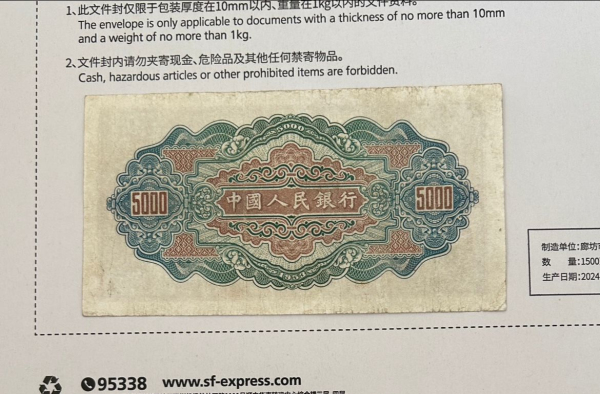 1、此文件封仅限于包装厚度在10mm以内、重量在1kg以内的文件资料。
The envelope is only applicable to documents with a thickness of no more than 10mm
and a weight of no more than 1kg.
2、文件封内请勿夹寄现金、危险品及其他任何禁寄物品。
Cash, hazardous articles or other prohibited items are forbidden.
5000
5000 中國人民銀行 5000
制造单位:廊坊
数 量:1500
生产日期:2024
95338 www.sf-express.com